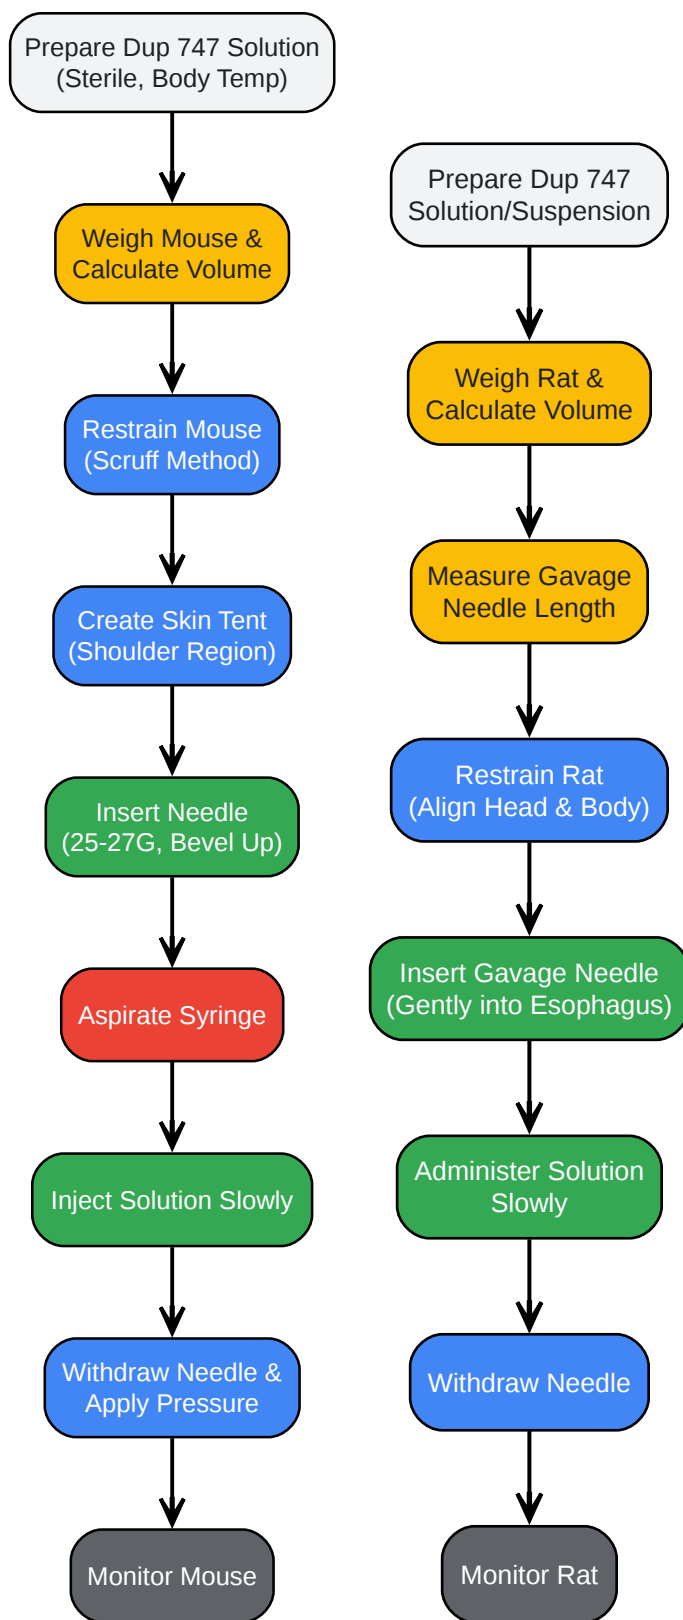 Prepare Dup 747 Solution
(Sterile, Body Temp)
Weigh Mouse &
Calculate Volume
Restrain Mouse
(Scruff Method)
Create Skin Tent
(Shoulder Region)
Insert Needle
(25-27G, Bevel Up)
Aspirate Syringe
Inject Solution Slowly
Withdraw Needle &
Apply Pressure
Monitor Mouse
Prepare Dup 747
Solution/Suspension
Weigh Rat &
Calculate Volume
Measure Gavage
Needle Length
Restrain Rat
(Align Head & Body)
Insert Gavage Needle
(Gently into Esophagus)
Administer Solution
Slowly
Withdraw Needle
Monitor Rat